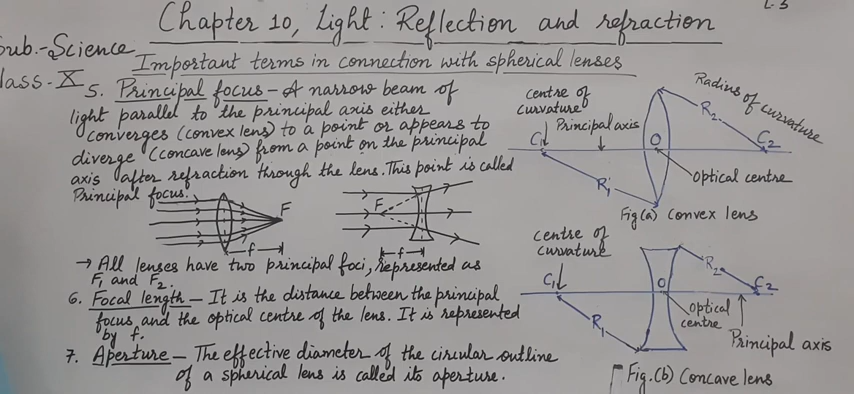 L-3
Chapter 10, Light: Reflection and refraction
Sub.-Science
Class-X
Important terms in connection with spherical lenses
5. Principal focus - A narrow beam of
light parallel to the principal axis either
converges (convex lens) to a point or appears to
diverge (concave lens) from a point on the principal
axis after refraction through the lens. This point is called
Principal focus.
F
f
F
f
→ All lenses have two principal foci, represented as
F1 and F2.
6. Focal length - It is the distance between the principal
focus and the optical centre of the lens. It is represented
by f.
7. Aperture - The effective diameter of the circular outline
of a spherical lens is called its aperture.
centre of
curvature
Radius of curvature
R2
Principal axis
C1
O
C2
R1
Optical centre
Fig(a) Convex lens
centre of
curvature
R2
C1
O
C2
R1
Optical
centre
Principal axis
Fig.(b) Concave lens